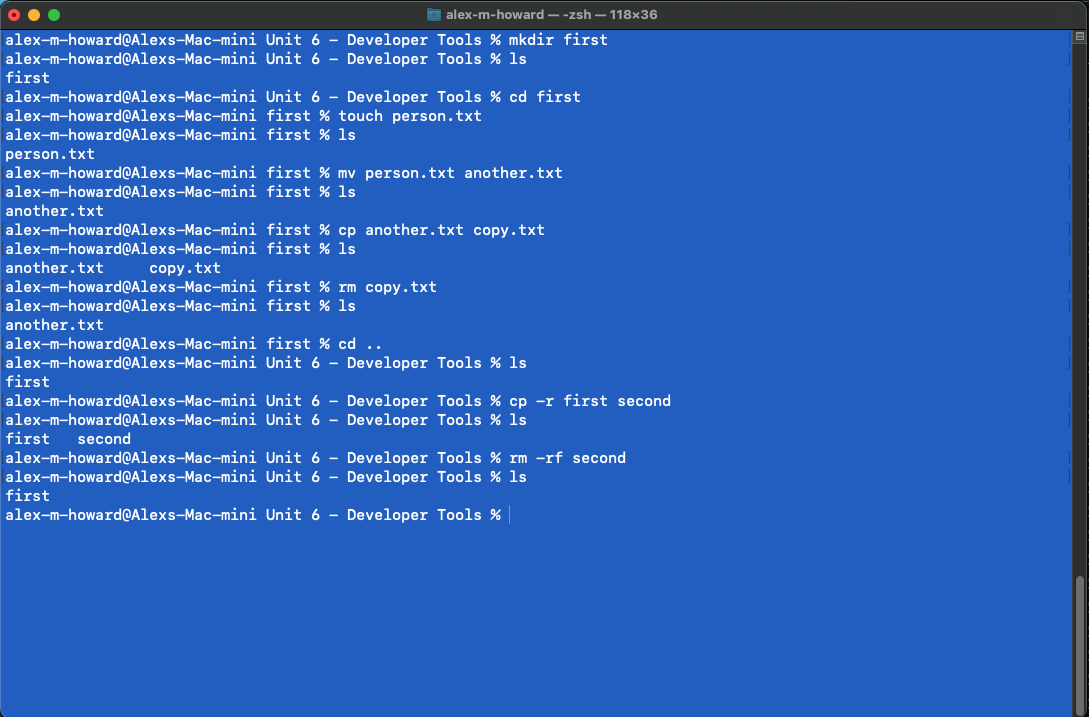 alex-m-howard — -zsh — 118×36
alex-m-howard@Alexs-Mac-mini Unit 6 - Developer Tools % mkdir first
alex-m-howard@Alexs-Mac-mini Unit 6 - Developer Tools % ls
first
alex-m-howard@Alexs-Mac-mini Unit 6 - Developer Tools % cd first
alex-m-howard@Alexs-Mac-mini first % touch person.txt
alex-m-howard@Alexs-Mac-mini first % ls
person.txt
alex-m-howard@Alexs-Mac-mini first % mv person.txt another.txt
alex-m-howard@Alexs-Mac-mini first % ls
another.txt
alex-m-howard@Alexs-Mac-mini first % cp another.txt copy.txt
alex-m-howard@Alexs-Mac-mini first % ls
another.txt     copy.txt
alex-m-howard@Alexs-Mac-mini first % rm copy.txt
alex-m-howard@Alexs-Mac-mini first % ls
another.txt
alex-m-howard@Alexs-Mac-mini first % cd ..
alex-m-howard@Alexs-Mac-mini Unit 6 - Developer Tools % ls
first
alex-m-howard@Alexs-Mac-mini Unit 6 - Developer Tools % cp -r first second
alex-m-howard@Alexs-Mac-mini Unit 6 - Developer Tools % ls
first   second
alex-m-howard@Alexs-Mac-mini Unit 6 - Developer Tools % rm -rf second
alex-m-howard@Alexs-Mac-mini Unit 6 - Developer Tools % ls
first
alex-m-howard@Alexs-Mac-mini Unit 6 - Developer Tools %